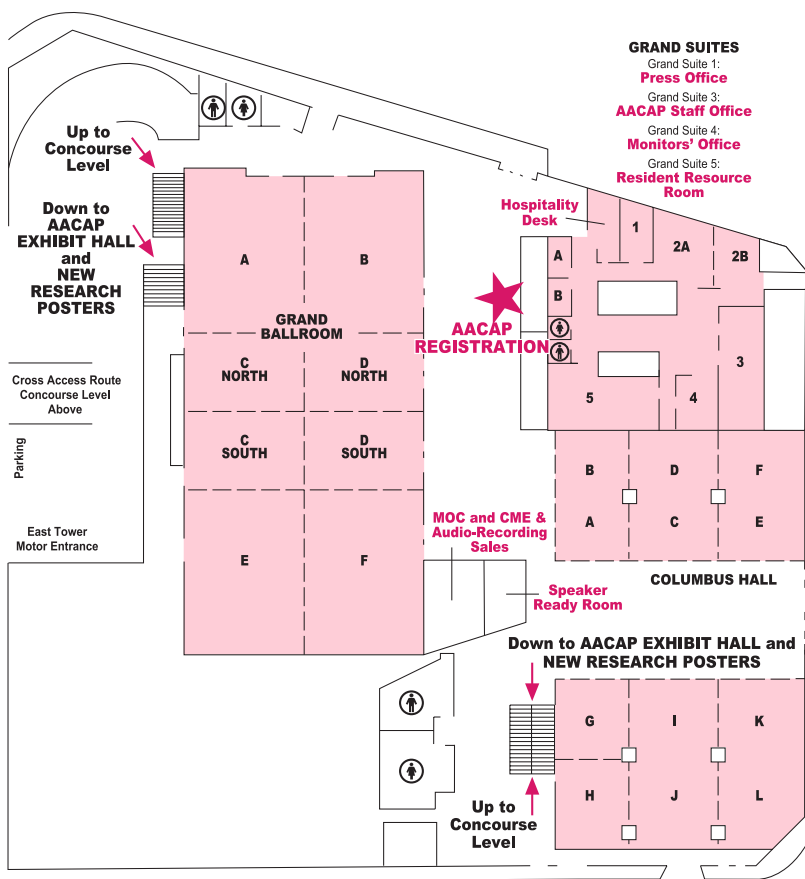 GRAND SUITES
Grand Suite 1:
Press Office
Grand Suite 3:
AACAP Staff Office
Grand Suite 4:
Monitors' Office
Grand Suite 5:
Resident Resource
Room
Up to
Concourse
Level
Down to
AACAP
EXHIBIT HALL
and
NEW
RESEARCH
POSTERS
A
B
GRAND
BALLROOM
C
NORTH
D
NORTH
C
SOUTH
D
SOUTH
E
F
Cross Access Route
Concourse Level
Above
Parking
East Tower
Motor Entrance
Hospitality
Desk
1
2A
2B
A
B
AACAP
REGISTRATION
3
4
5
B
D
F
A
C
E
COLUMBUS HALL
MOC and CME &
Audio-Recording
Sales
Speaker
Ready Room
Down to AACAP EXHIBIT HALL and
NEW RESEARCH POSTERS
G
I
K
H
J
L
Up to
Concourse
Level